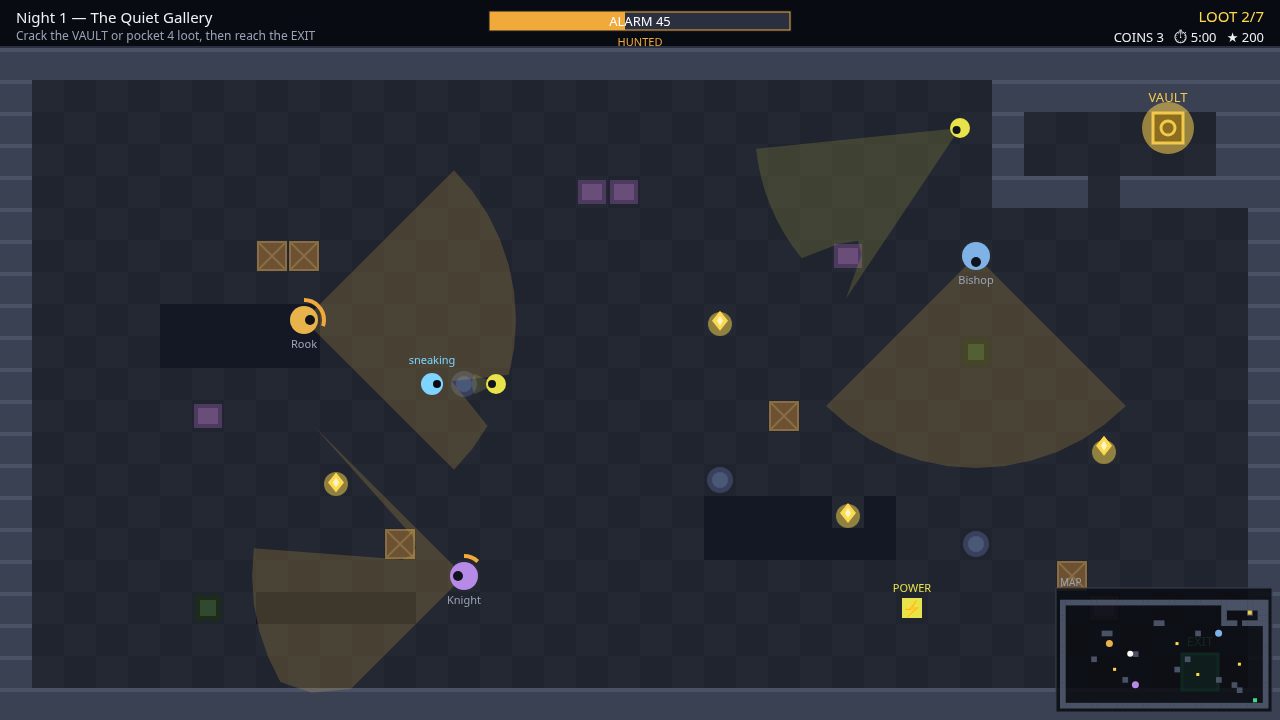 Night 1 — The Quiet Gallery
Crack the VAULT or pocket 4 loot, then reach the EXIT
ALARM 45
HUNTED
LOOT 2/7
COINS 3 ⏱ 5:00 ★ 200
VAULT
Bishop
Rook
sneaking
Knight
POWER
MAP
EXIT